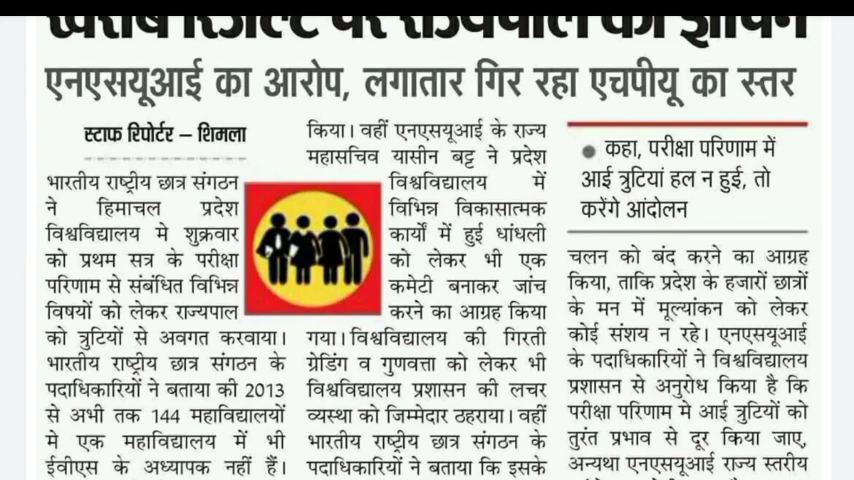 खराब रिजल्ट पर राज्यपाल को ज्ञापन
एनएसयूआई का आरोप, लगातार गिर रहा एचपीयू का स्तर
स्टाफ रिपोर्टर – शिमला
भारतीय राष्ट्रीय छात्र संगठन
ने हिमाचल प्रदेश
विश्वविद्यालय मे शुक्रवार
को प्रथम सत्र के परीक्षा
परिणाम से संबंधित विभिन्न
विषयों को लेकर राज्यपाल
को त्रुटियों से अवगत करवाया।
भारतीय राष्ट्रीय छात्र संगठन के
पदाधिकारियों ने बताया की 2013
से अभी तक 144 महाविद्यालयों
मे एक महाविद्यालय में भी
ईवीएस के अध्यापक नहीं हैं।
किया। वहीं एनएसयूआई के राज्य
महासचिव यासीन बट्ट ने प्रदेश
विश्वविद्यालय में
विभिन्न विकासात्मक
कार्यों में हुई धांधली
को लेकर भी एक
कमेटी बनाकर जांच
करने का आग्रह किया
गया। विश्वविद्यालय की गिरती
ग्रेडिंग व गुणवत्ता को लेकर भी
विश्वविद्यालय प्रशासन की लचर
व्यस्था को जिम्मेदार ठहराया। वहीं
भारतीय राष्ट्रीय छात्र संगठन के
पदाधिकारियों ने बताया कि इसके
● कहा, परीक्षा परिणाम में
आई त्रुटियां हल न हुई, तो
करेंगे आंदोलन
चलन को बंद करने का आग्रह
किया, ताकि प्रदेश के हजारों छात्रों
के मन में मूल्यांकन को लेकर
कोई संशय न रहे। एनएसयूआई
के पदाधिकारियों ने विश्वविद्यालय
प्रशासन से अनुरोध किया है कि
परीक्षा परिणाम मे आई त्रुटियों को
तुरंत प्रभाव से दूर किया जाए,
अन्यथा एनएसयूआई राज्य स्तरीय